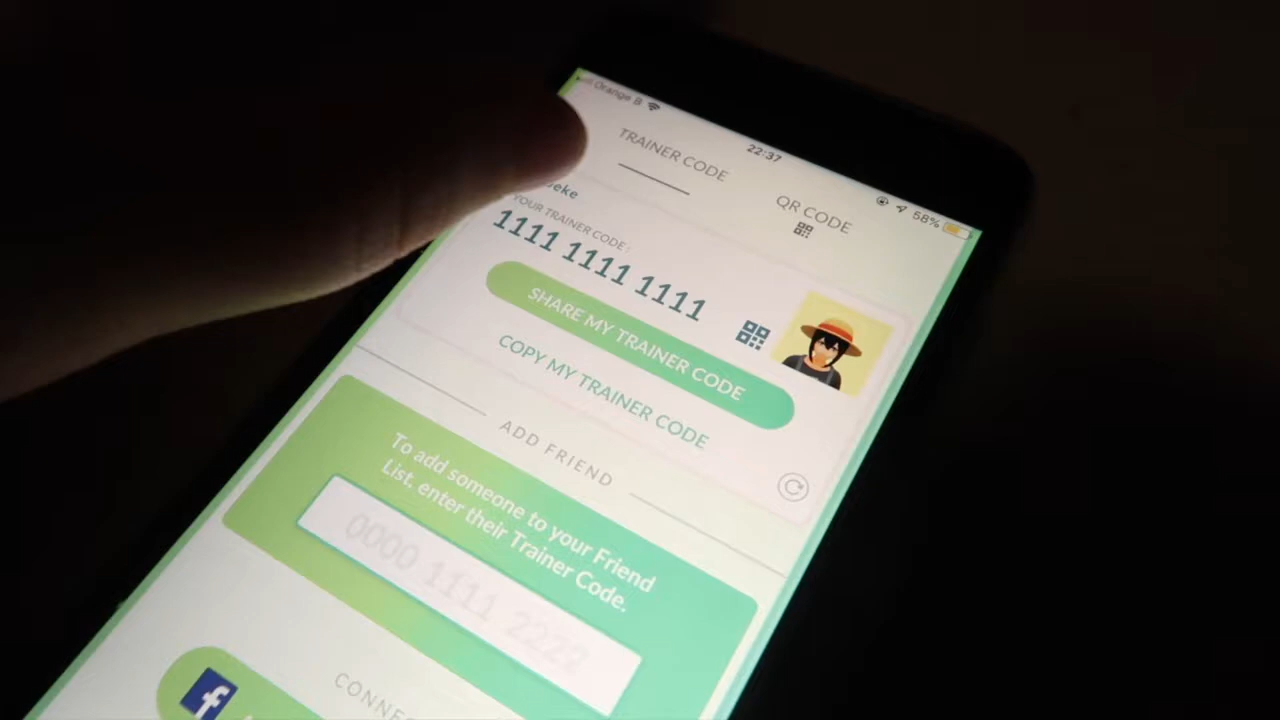 Orange B
22:37
58%
TRAINER CODE
QR CODE
eke
YOUR TRAINER CODE:
1111 1111 1111
SHARE MY TRAINER CODE
COPY MY TRAINER CODE
ADD FRIEND
To add someone to your Friend
List, enter their Trainer Code.
0000 1111 2222
CONNEC
f